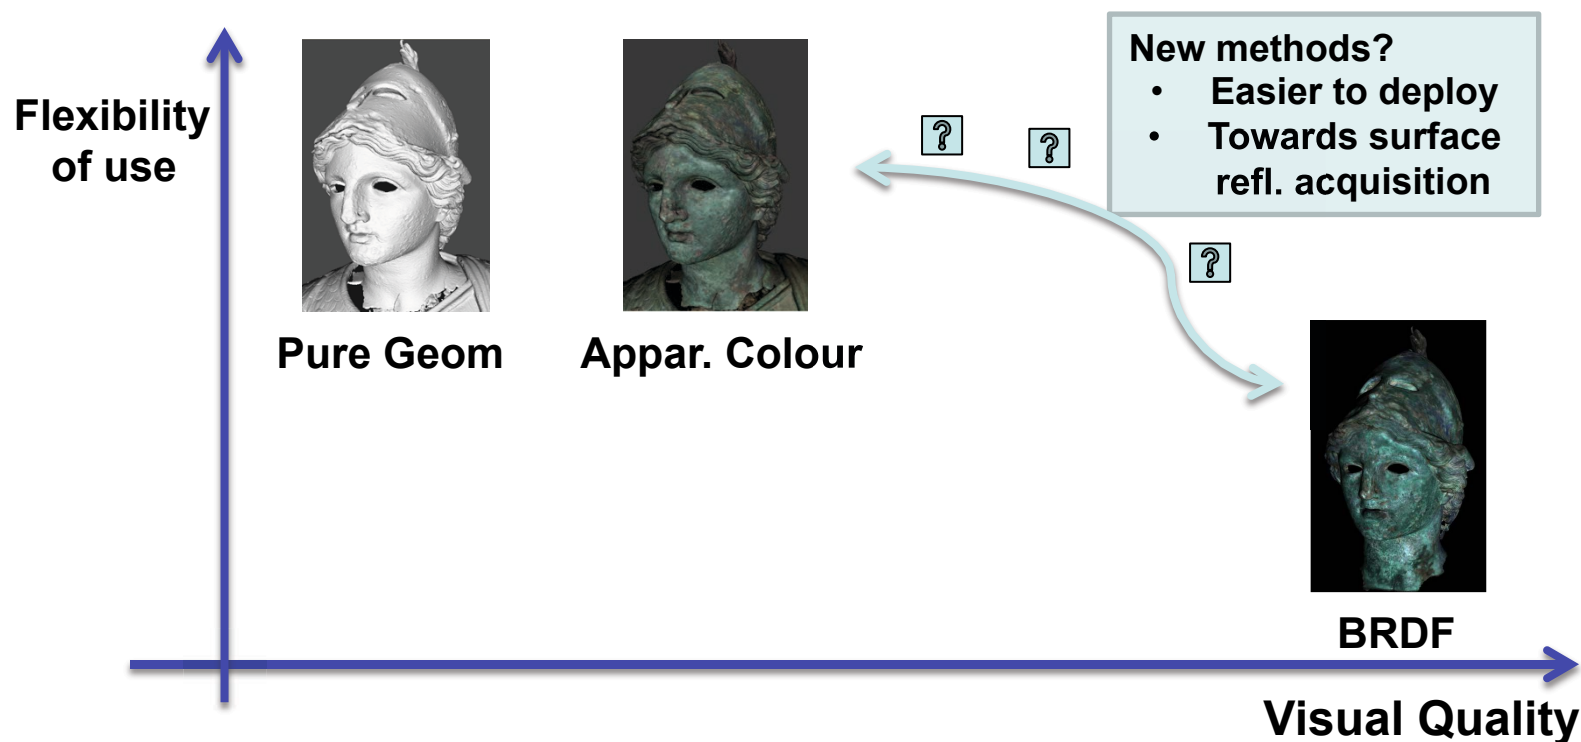 Flexibility
of use
New methods?
• Easier to deploy
• Towards surface
refl. acquisition
?
?
?
Pure Geom
Appar. Colour
BRDF
Visual Quality